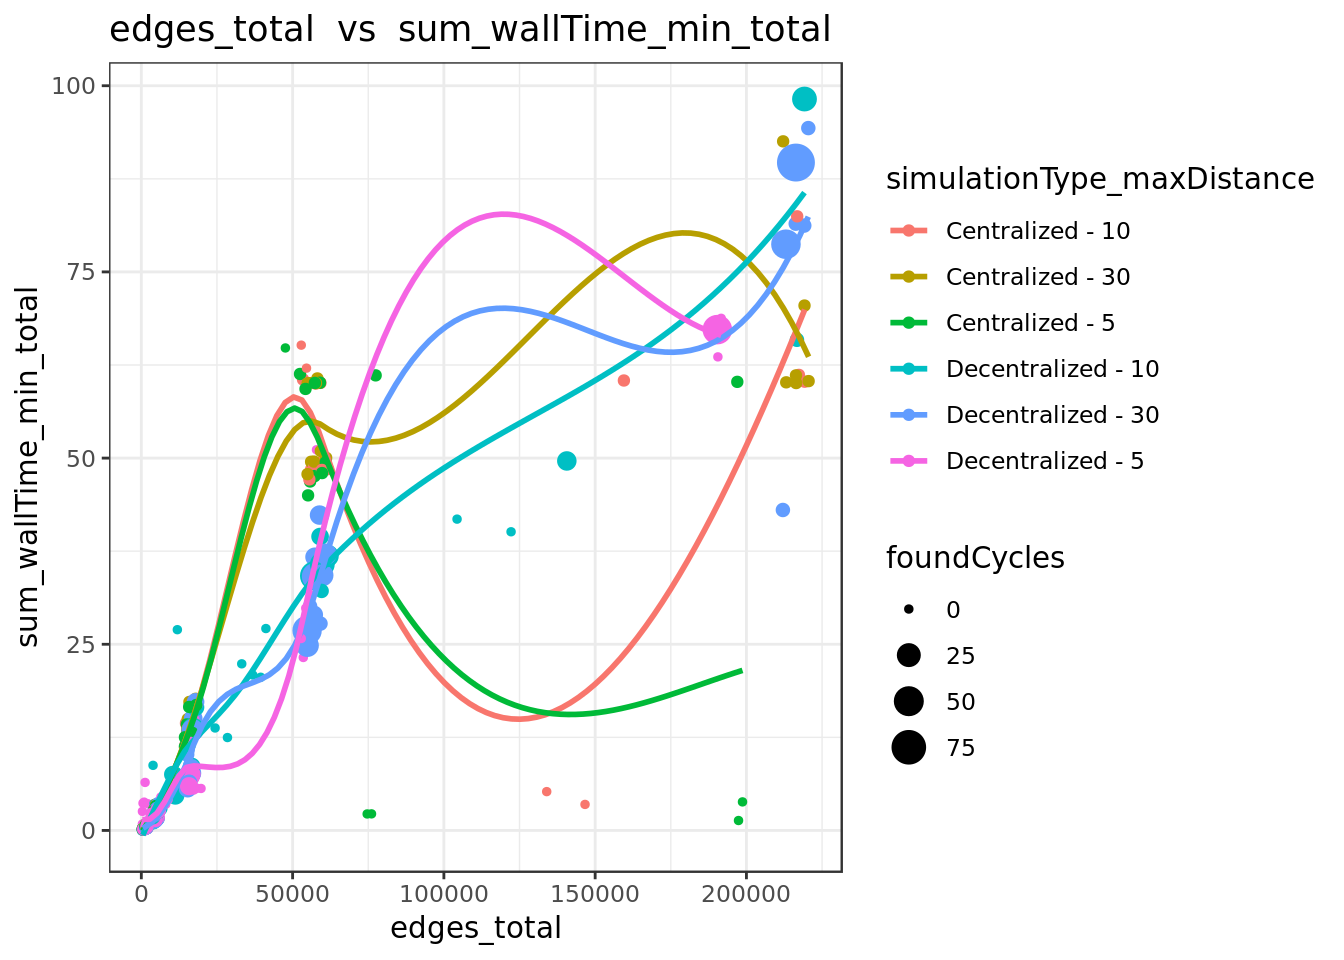 edges_total vs sum_wallTime_min_total
sum_wallTime_min_total
100
75
50
25
0
0 50000 100000 150000 200000
edges_total
simulationType_maxDistance
Centralized - 10
Centralized - 30
Centralized - 5
Decentralized - 10
Decentralized - 30
Decentralized - 5
foundCycles
0
25
50
75